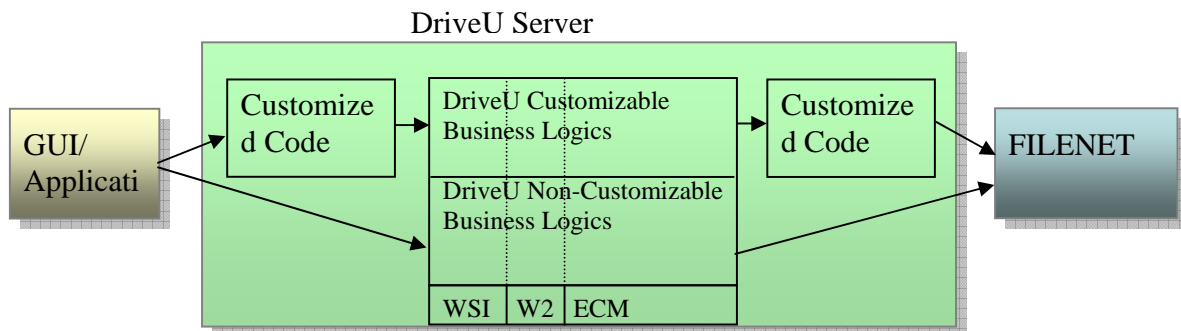 DriveU Server
GUI/
Applicati
Customize
d Code
DriveU Customizable
Business Logics
DriveU Non-Customizable
Business Logics
WSI W2 ECM
Customize
d Code
FILENET